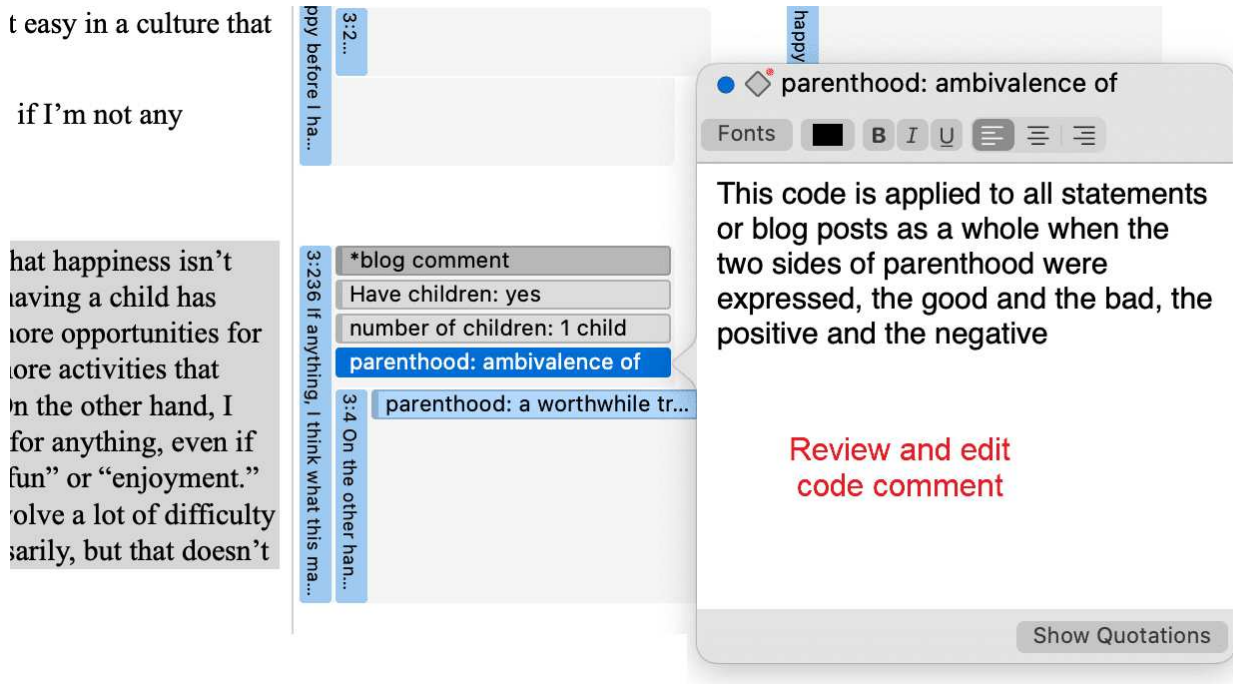 t easy in a culture that
if I’m not any
hat happiness isn’t
having a child has
nore opportunities for
nore activities that
On the other hand, I
for anything, even if
fun” or “enjoyment.”
volve a lot of difficulty
sarily, but that doesn’t
ppy before I ha...
3:2...
happy
3:236 If anything, I think what this ma...
*blog comment
Have children: yes
number of children: 1 child
parenthood: ambivalence of
3:4 On the other han...
parenthood: a worthwhile tr...
parenthood: ambivalence of
Fonts B I U
This code is applied to all statements
or blog posts as a whole when the
two sides of parenthood were
expressed, the good and the bad, the
positive and the negative
Review and edit
code comment
Show Quotations